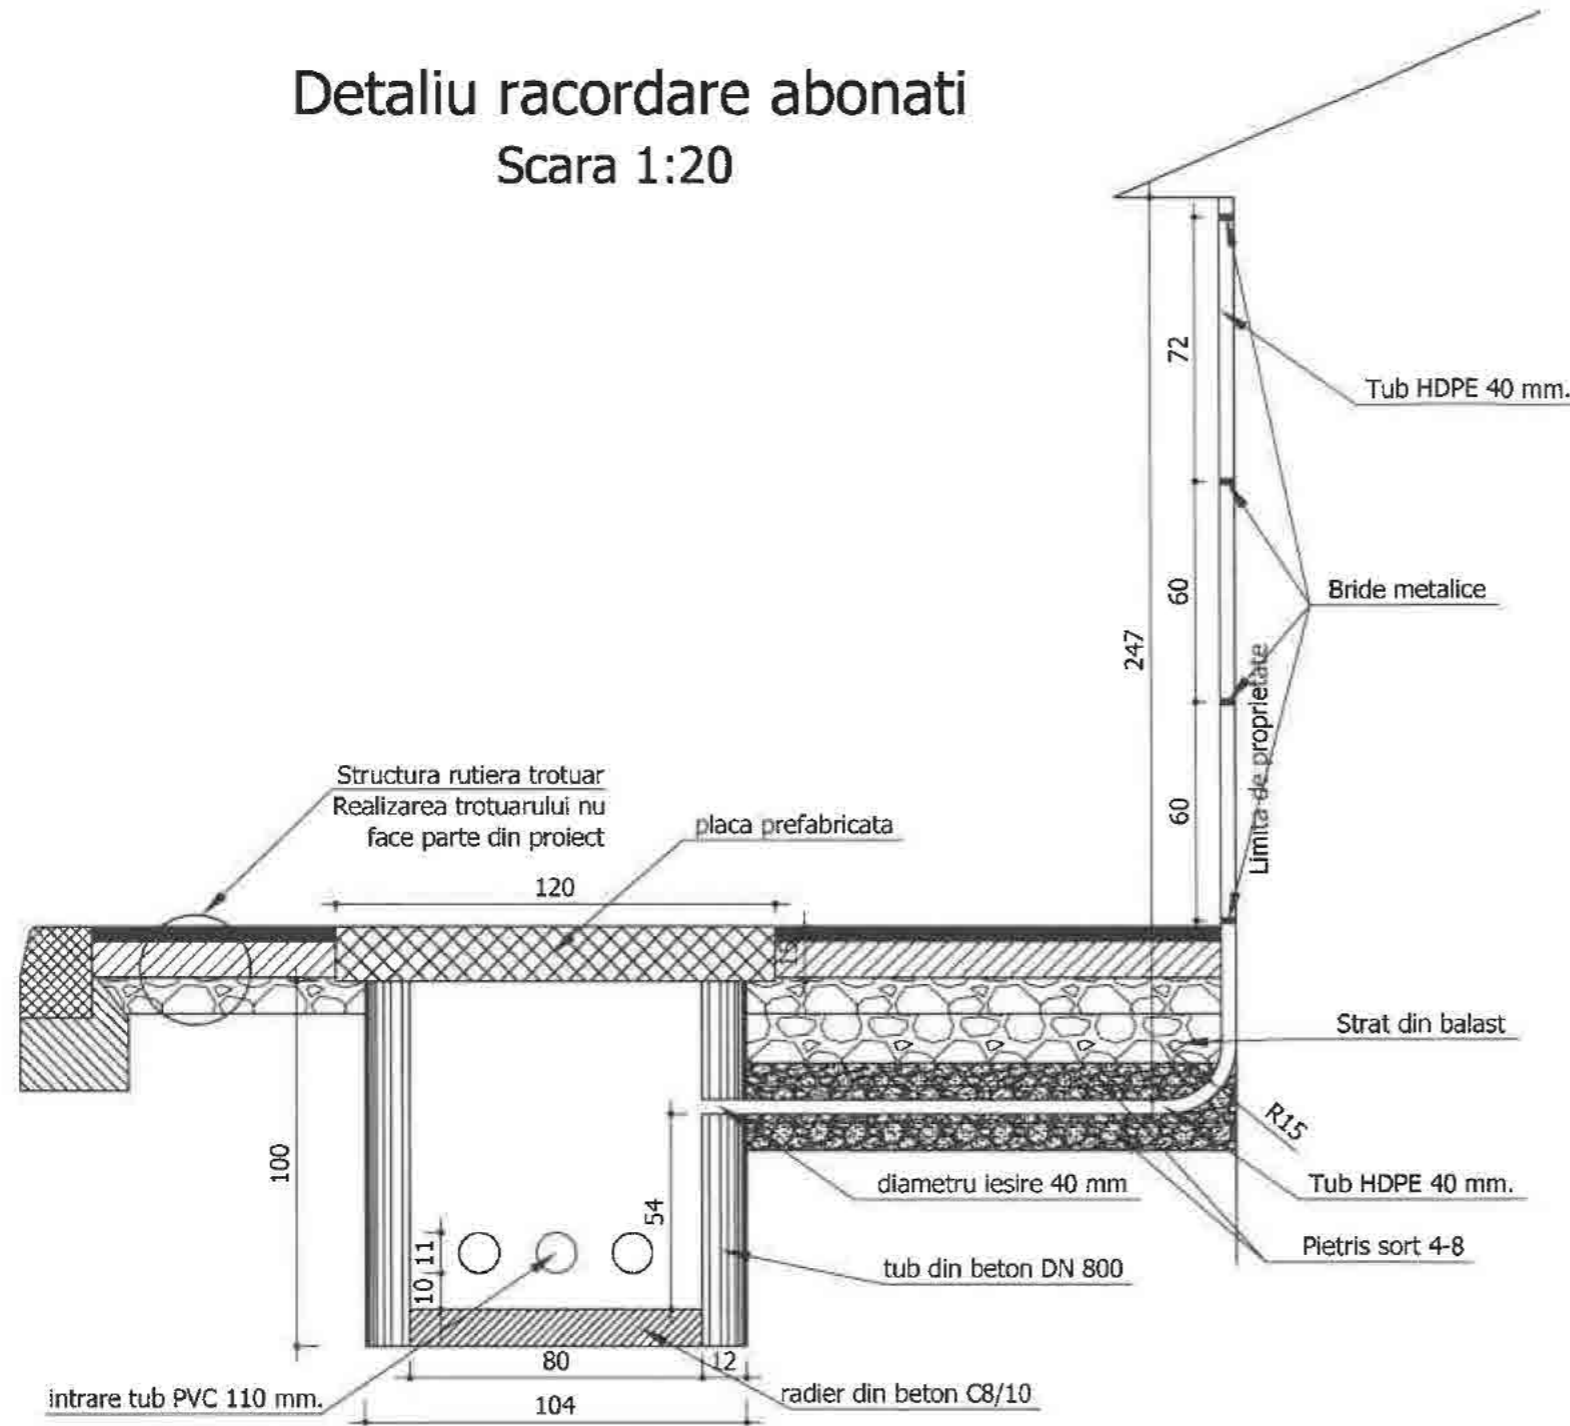 Detaliu racordare abonati
Scara 1:20
72
Tub HDPE 40 mm.
60
Bride metalice
247
Limita de proprietate
60
Structura rutiera trotuar
Realizarea trotuarului nu
face parte din proiect
placa prefabricata
120
15
Strat din balast
R15
100
diametru iesire 40 mm
Tub HDPE 40 mm.
54
11
Pietris sort 4-8
tub din beton DN 800
10
80
12
intrare tub PVC 110 mm.
104
radier din beton C8/10